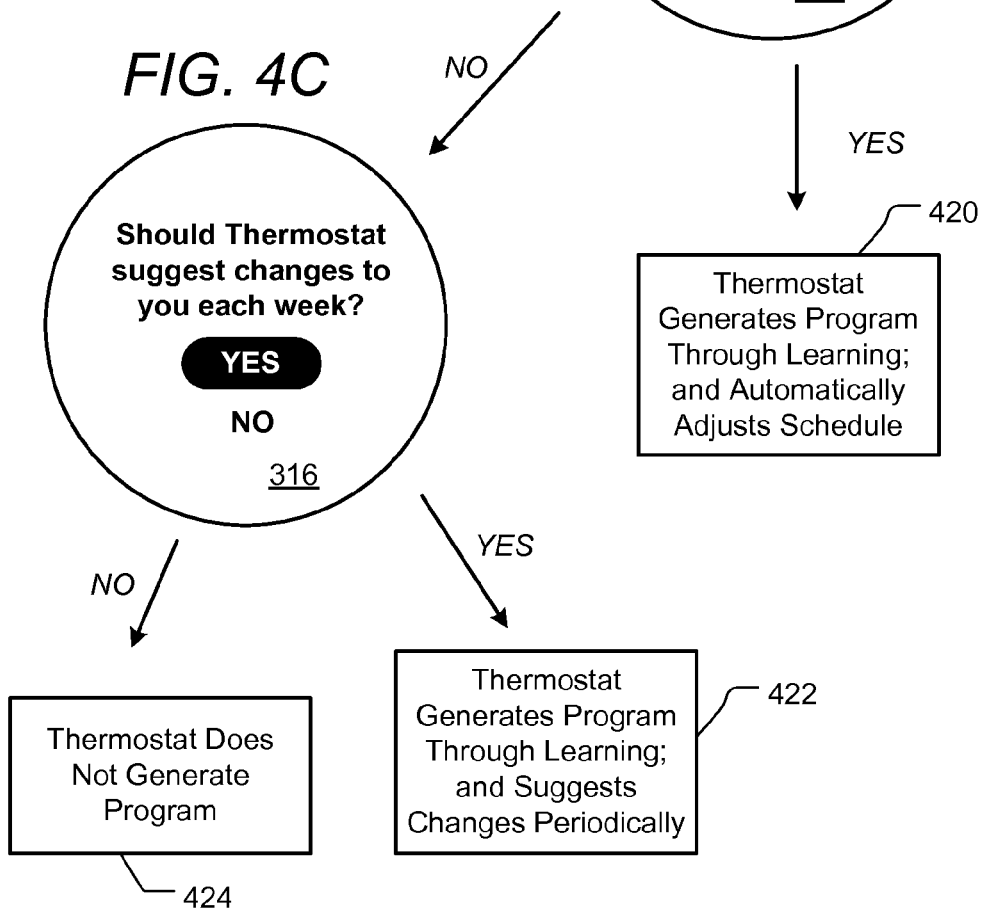 FIG. 4C
NO
YES
420
Thermostat
Generates Program
Through Learning;
and Automatically
Adjusts Schedule
Should Thermostat
suggest changes to
you each week?
YES
NO
316
NO
YES
Thermostat Does
Not Generate
Program
424
Thermostat
Generates Program
Through Learning;
and Suggests
Changes Periodically
422